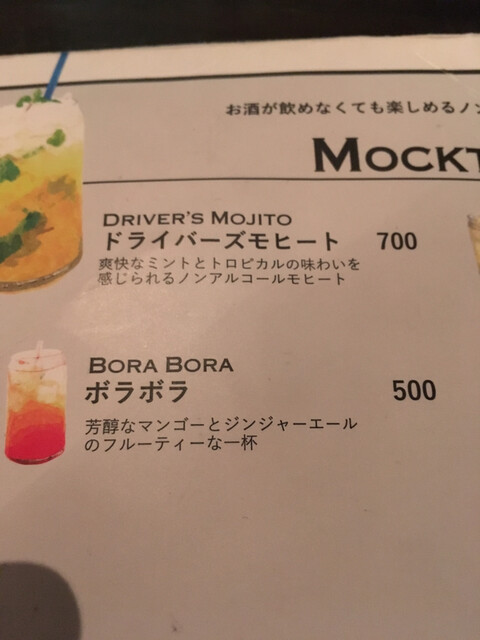 お酒が飲めなくても楽しめるノン
MOCKT
DRIVER'S MOJITO
ドライバーズモヒート 700
爽快なミントとトロピカルの味わいを
感じられるノンアルコールモヒート
BORA BORA
ボラボラ 500
芳醇なマンゴーとジンジャーエール
のフルーティーな一杯